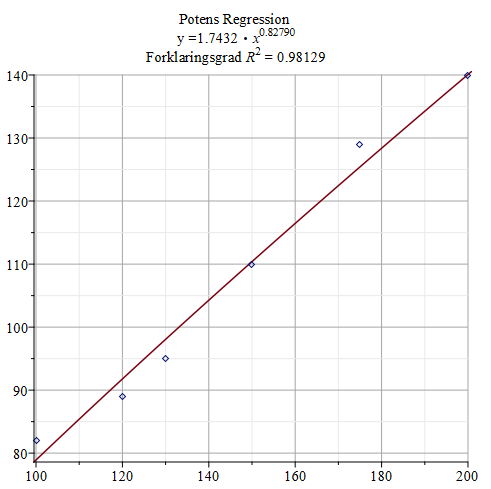 Potens Regression
y =1.7432 · x^0.82790
Forklaringsgrad R² = 0.98129
140
130
120
110
100
90
80
100 120 140 160 180 200